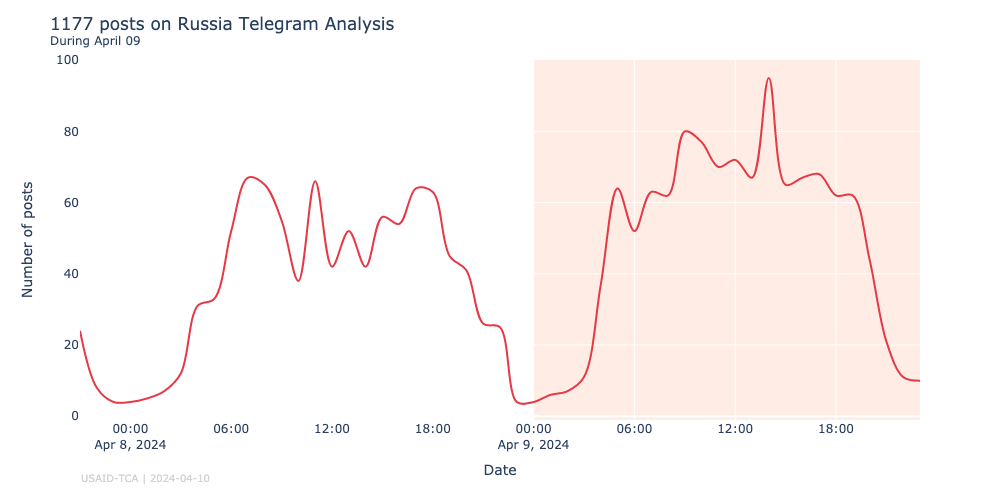 1177 posts on Russia Telegram Analysis
During April 09
100
80
60
40
20
0
Number of posts
00:00 06:00 12:00 18:00 00:00 06:00 12:00 18:00
Apr 8, 2024 Apr 9, 2024
Date
USAID-TCA | 2024-04-10